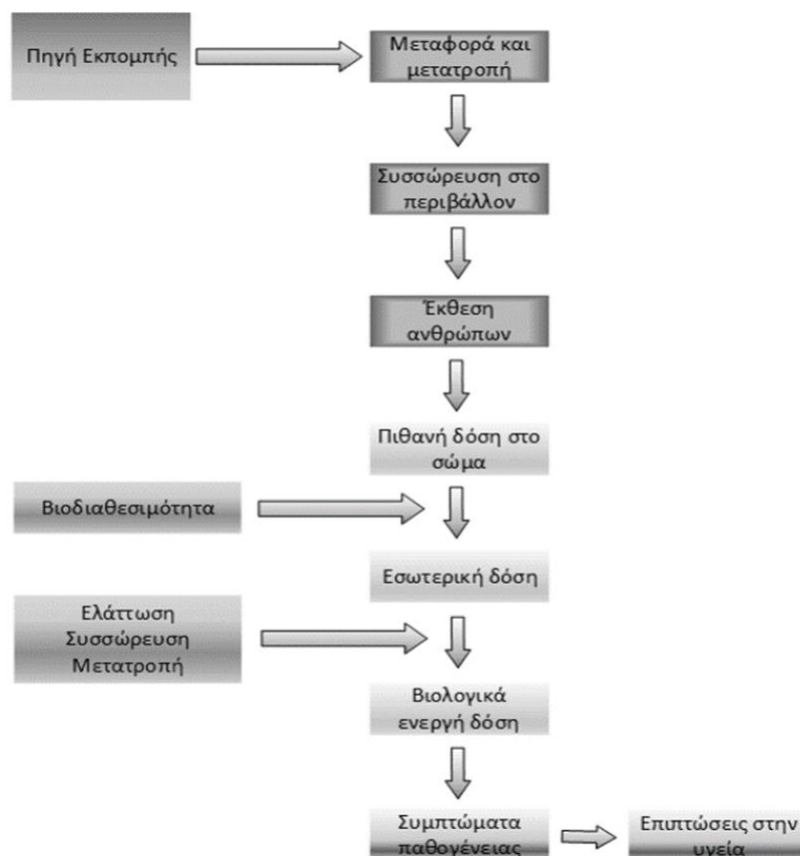 Πηγή Εκπομπής
Μεταφορά και
μετατροπή
Συσσώρευση στο
περιβάλλον
Έκθεση
ανθρώπων
Πιθανή δόση στο
σώμα
Βιοδιαθεσιμότητα
Εσωτερική δόση
Ελάττωση
Συσσώρευση
Μετατροπή
Βιολογικά
ενεργή δόση
Συμπτώματα
παθογένειας
Επιπτώσεις στην
υγεία